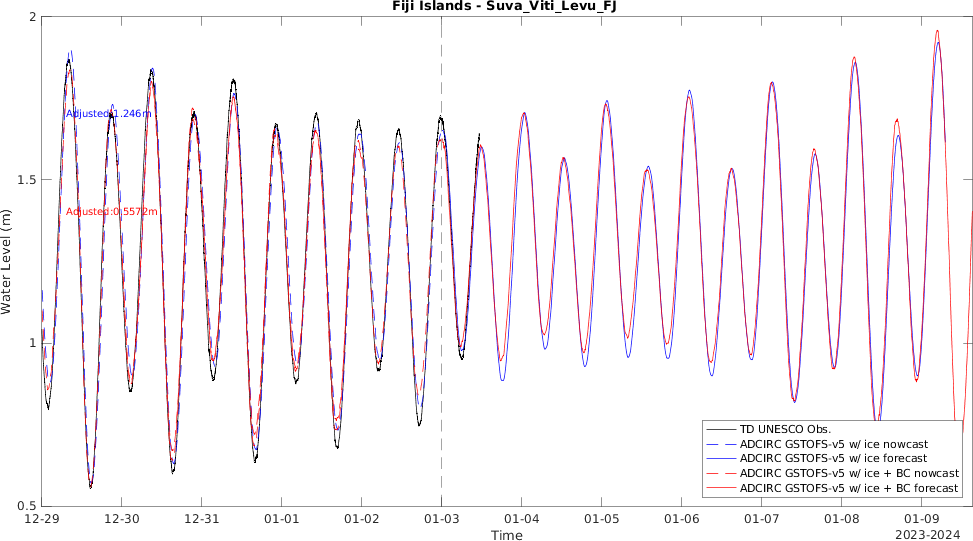 Fiji Islands - Suva_Viti_Levu_FJ
Water Level (m)
2
1.5
1
0.5
Adjusted:1.246m
Adjusted:0.5572m
TD UNESCO Obs.
ADCIRC GSTOFS-v5 w/ ice nowcast
ADCIRC GSTOFS-v5 w/ ice forecast
ADCIRC GSTOFS-v5 w/ ice + BC nowcast
ADCIRC GSTOFS-v5 w/ ice + BC forecast
12-29 12-30 12-31 01-01 01-02 01-03 01-04 01-05 01-06 01-07 01-08 01-09
Time
2023-2024